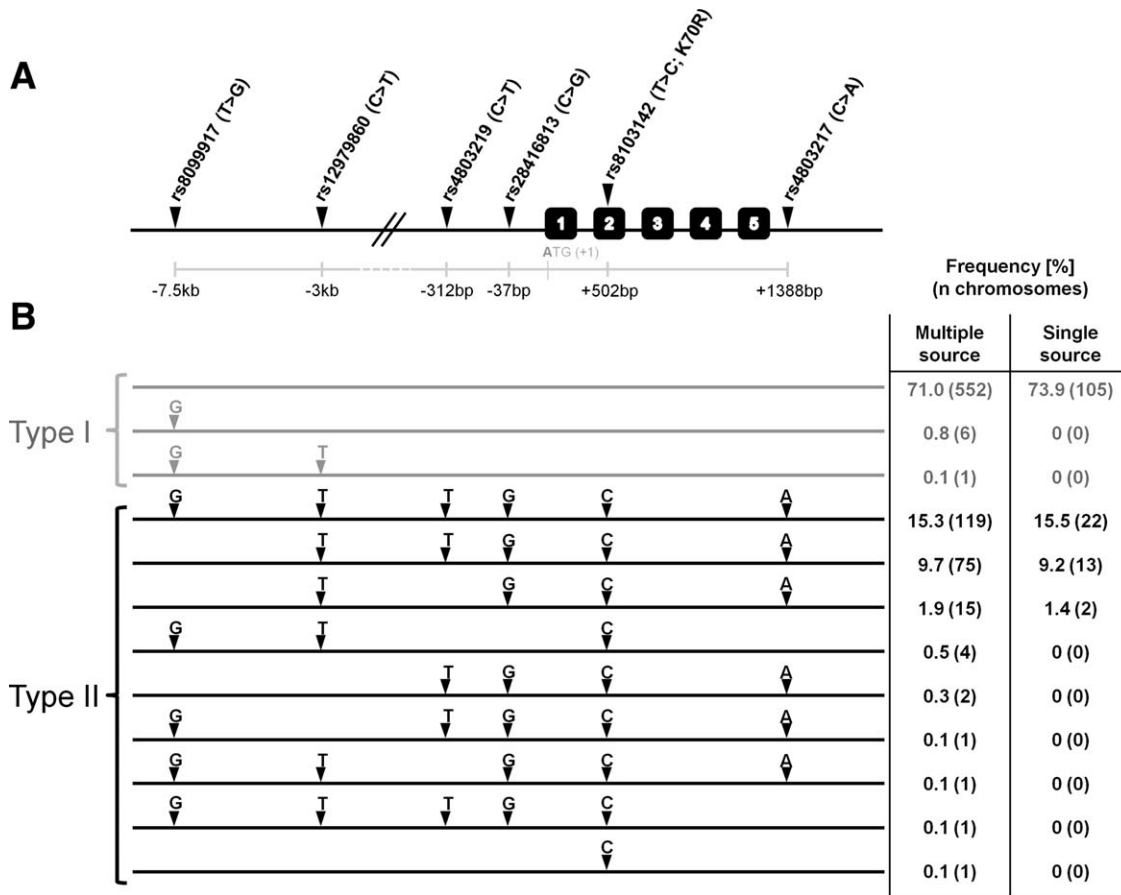 A
rs8099917 (T>G)
rs12979860 (C>T)
rs4803219 (C>T)
rs28416813 (C>G)
rs8103142 (T>C; K70R)
rs4803217 (C>A)
1 2 3 4 5
ATG (+1)
-7.5kb -3kb -312bp -37bp +502bp +1388bp
Frequency [%]
(n chromosomes)
B
Multiple source
Single source
Type I
71.0 (552) 73.9 (105)
G
0.8 (6) 0 (0)
G T
0.1 (1) 0 (0)
Type II
G T T G C A
15.3 (119) 15.5 (22)
T T G C A
9.7 (75) 9.2 (13)
T G C A
1.9 (15) 1.4 (2)
G T C
0.5 (4) 0 (0)
T G C A
0.3 (2) 0 (0)
G T G C A
0.1 (1) 0 (0)
G T G C A
0.1 (1) 0 (0)
G T T G C
0.1 (1) 0 (0)
C
0.1 (1) 0 (0)